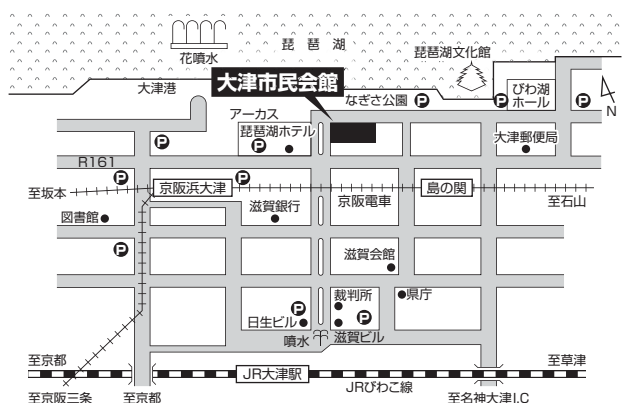 琵琶湖
花噴水
琵琶湖文化館
大津港
大津市民会館
びわ湖
ホール
なぎさ公園
P
P
P
N
アーカス
琵琶湖ホテル
P
P
大津郵便局
R161
P
至坂本
京阪浜大津
京阪電車
島の関
至石山
図書館
滋賀銀行
P
滋賀会館
裁判所
県庁
P
P
日生ビル
噴水
滋賀ビル
至京都
JR大津駅
至草津
JRびわこ線
至京阪三条
至京都
至名神大津I.C